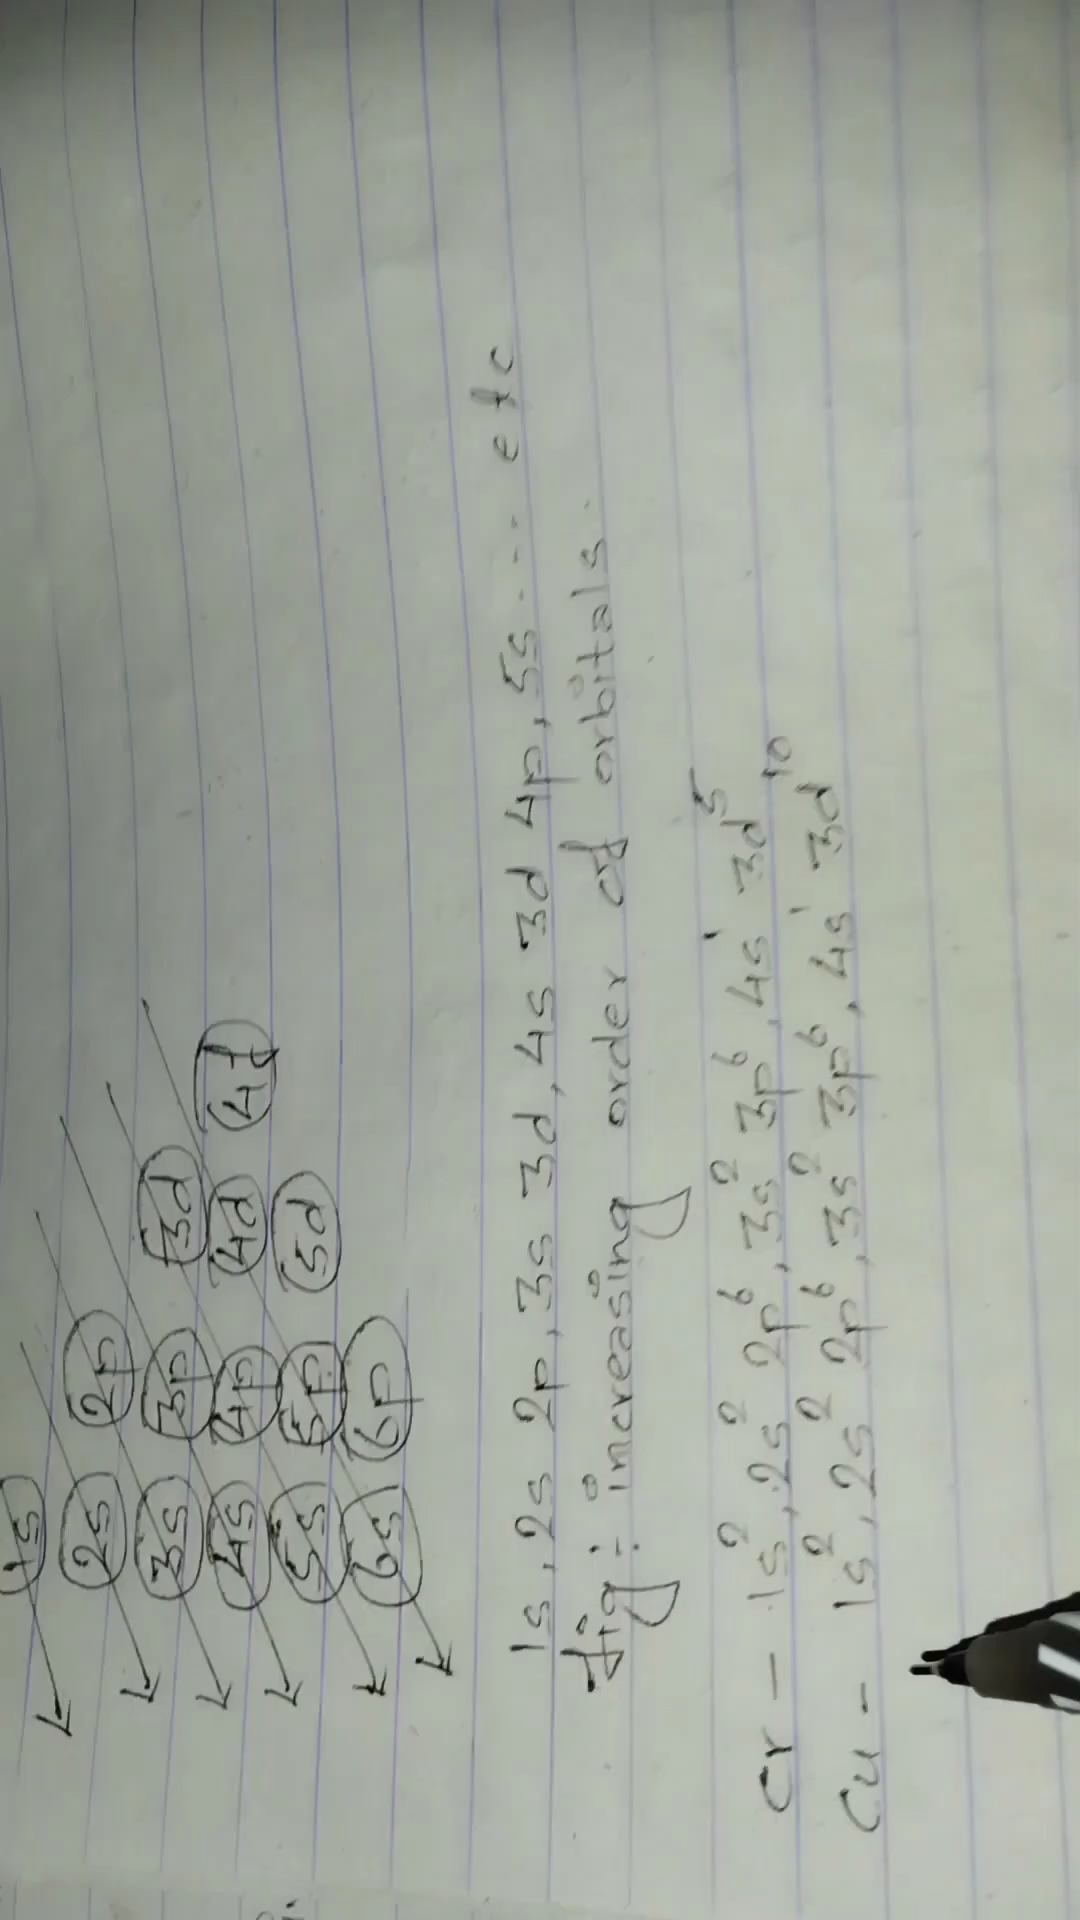 1s
2s 2p
3s 3p 3d
4s 4p 4d 4f
5s 5p 5d
6s 6p
1s, 2s 2p, 3s 3d, 4s 3d 4p, 5s --- etc
fig:- increasing order of orbitals.
Cr - 1s², 2s² 2p⁶, 3s² 3p⁶, 4s¹ 3d⁵
Cu - 1s², 2s² 2p⁶, 3s² 3p⁶, 4s¹ 3d¹⁰